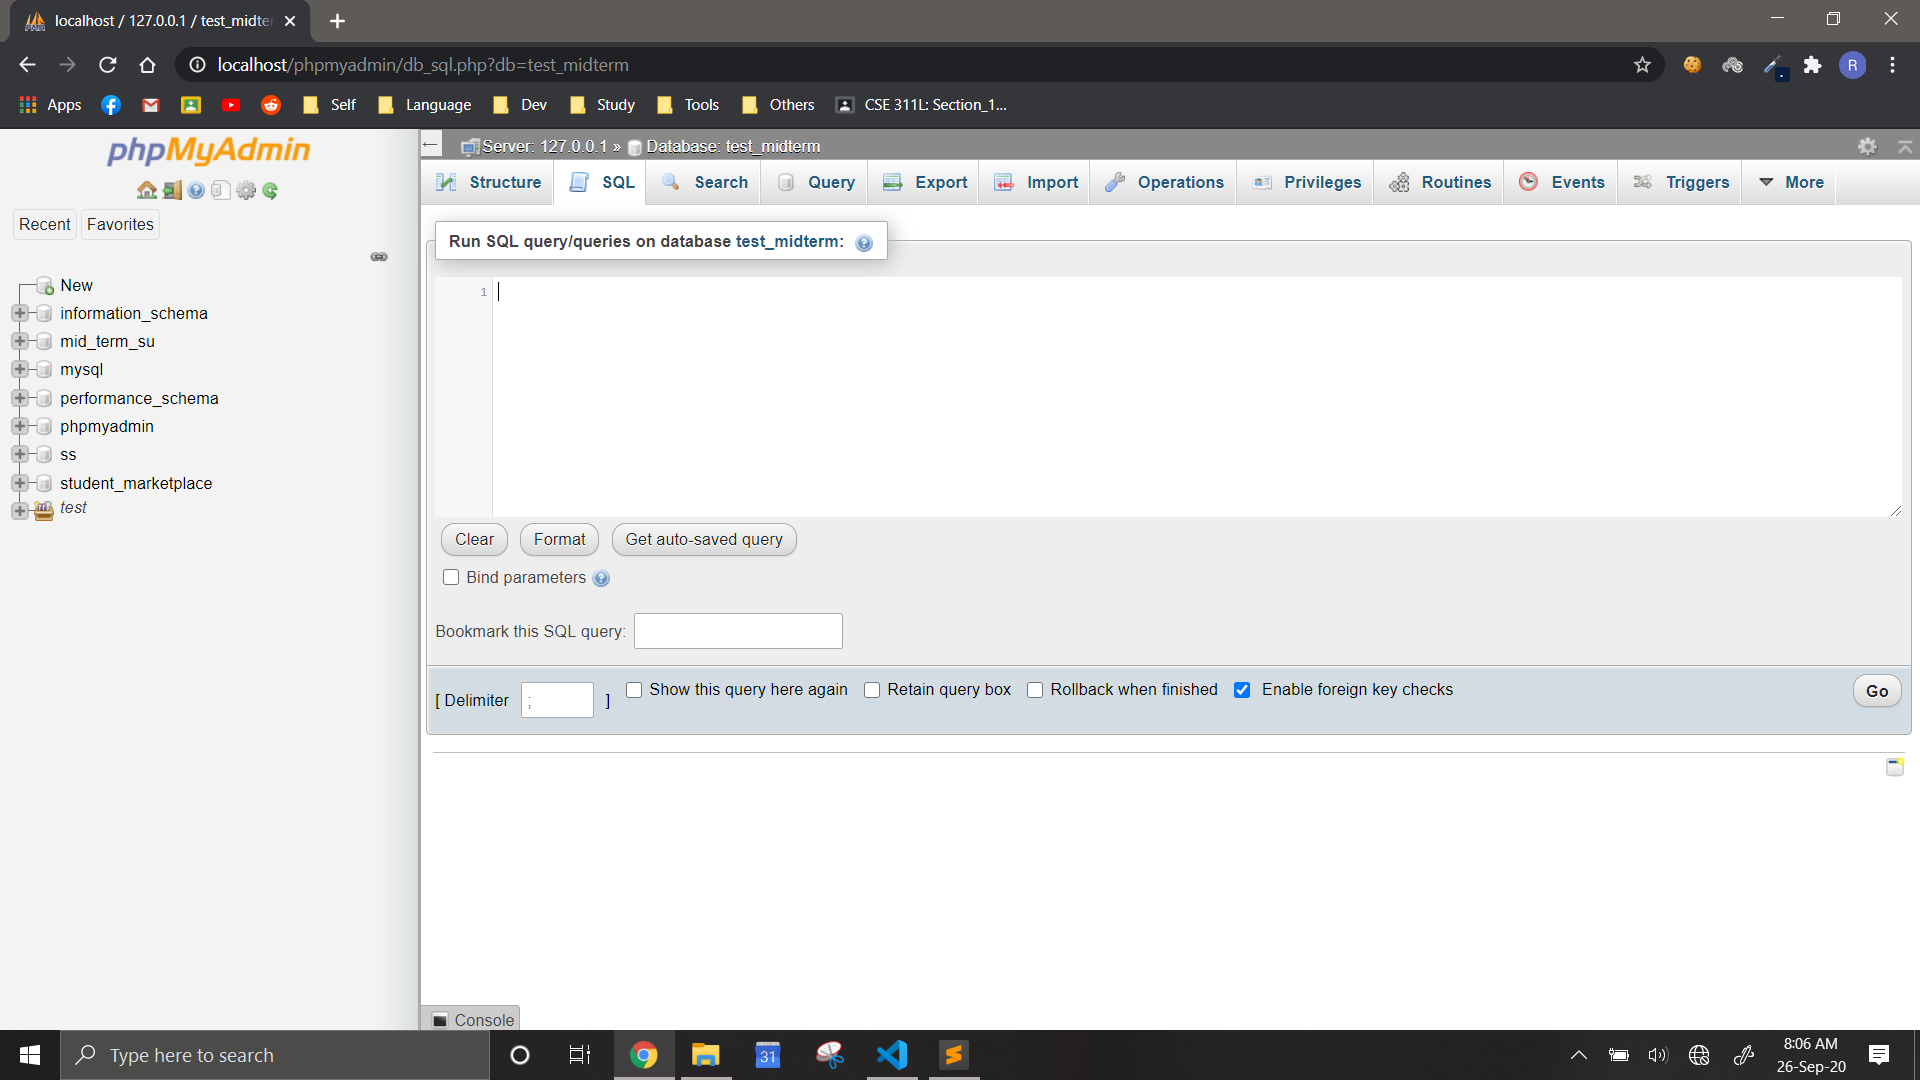 localhost / 127.0.0.1 / test_midte
localhost/phpmyadmin/db_sql.php?db=test_midterm
R
Apps
Self
Language
Dev
Study
Tools
Others
CSE 311L: Section_1...
phpMyAdmin
Recent
Favorites
New
information_schema
mid_term_su
mysql
performance_schema
phpmyadmin
ss
student_marketplace
test
Server: 127.0.0.1 » Database: test_midterm
Structure
SQL
Search
Query
Export
Import
Operations
Privileges
Routines
Events
Triggers
More
Run SQL query/queries on database test_midterm:
1
Clear
Format
Get auto-saved query
Bind parameters
Bookmark this SQL query:
[ Delimiter ; ]
Show this query here again
Retain query box
Rollback when finished
Enable foreign key checks
Go
Console
Type here to search
31
8:06 AM
26-Sep-20